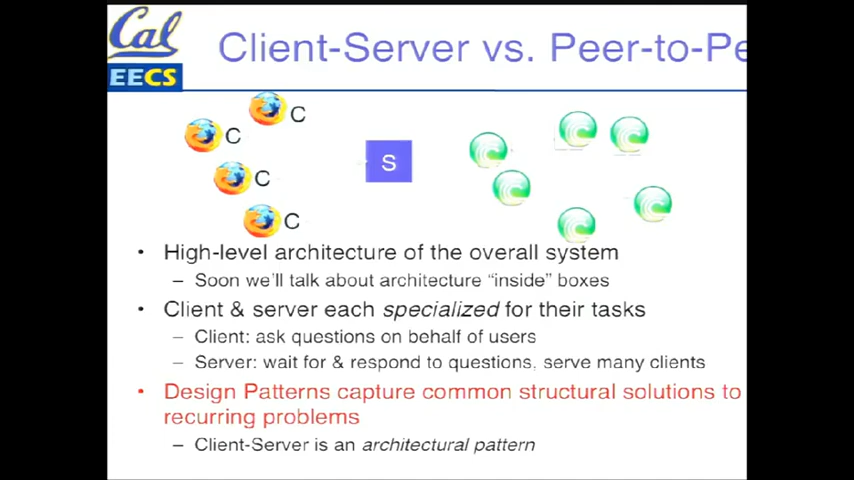 Cal
EECS
Client-Server vs. Peer-to-Pe
C
C
C
C
S
• High-level architecture of the overall system
– Soon we'll talk about architecture “inside” boxes
• Client & server each specialized for their tasks
– Client: ask questions on behalf of users
– Server: wait for & respond to questions, serve many clients
• Design Patterns capture common structural solutions to
recurring problems
– Client-Server is an architectural pattern